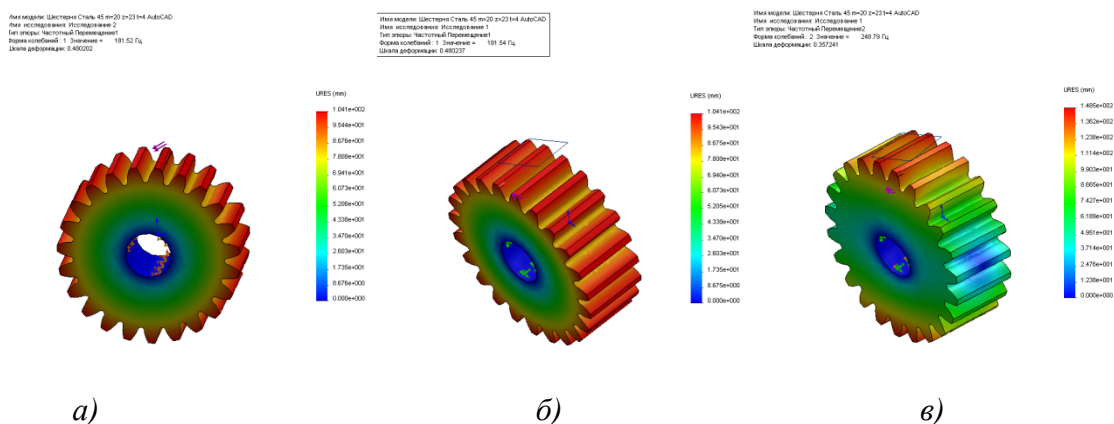 Имя модели: Шестерня Сталь 45 m=20 z=231=4 AutoCAD
Имя исследования: Исследование 2
Тип эпюры: Частотный Перемещение1
Форма колебаний : 1 Значение = 181.52 Гц
Шкала деформации: 0.480202
URES (mm)
1.041e+002
9.544e+001
8.676e+001
7.808e+001
6.941e+001
6.073e+001
5.205e+001
4.338e+001
3.470e+001
2.603e+001
1.735e+001
8.675e+000
0.000e+000
а)
Имя модели: Шестерня Сталь 45 m=20 z=231=4 AutoCAD
Имя исследования: Исследование 1
Тип эпюры: Частотный Перемещение1
Форма колебаний : 1 Значение = 181.54 Гц
Шкала деформации: 0.480237
URES (mm)
1.041e+002
9.543e+001
8.676e+001
7.808e+001
6.941e+001
6.073e+001
5.205e+001
4.338e+001
3.470e+001
2.603e+001
1.735e+001
8.675e+000
0.000e+000
б)
Имя модели: Шестерня Сталь 45 m=20 z=231=4 AutoCAD
Имя исследования: Исследование 1
Тип эпюры: Частотный Перемещение2
Форма колебаний : 2 Значение = 248.79 Гц
Шкала деформации: 0.357241
URES (mm)
1.485e+002
1.362e+002
1.238e+002
1.114e+002
9.903e+001
8.665e+001
7.427e+001
6.189e+001
4.951e+001
3.714e+001
2.476e+001
1.238e+001
0.000e+000
в)